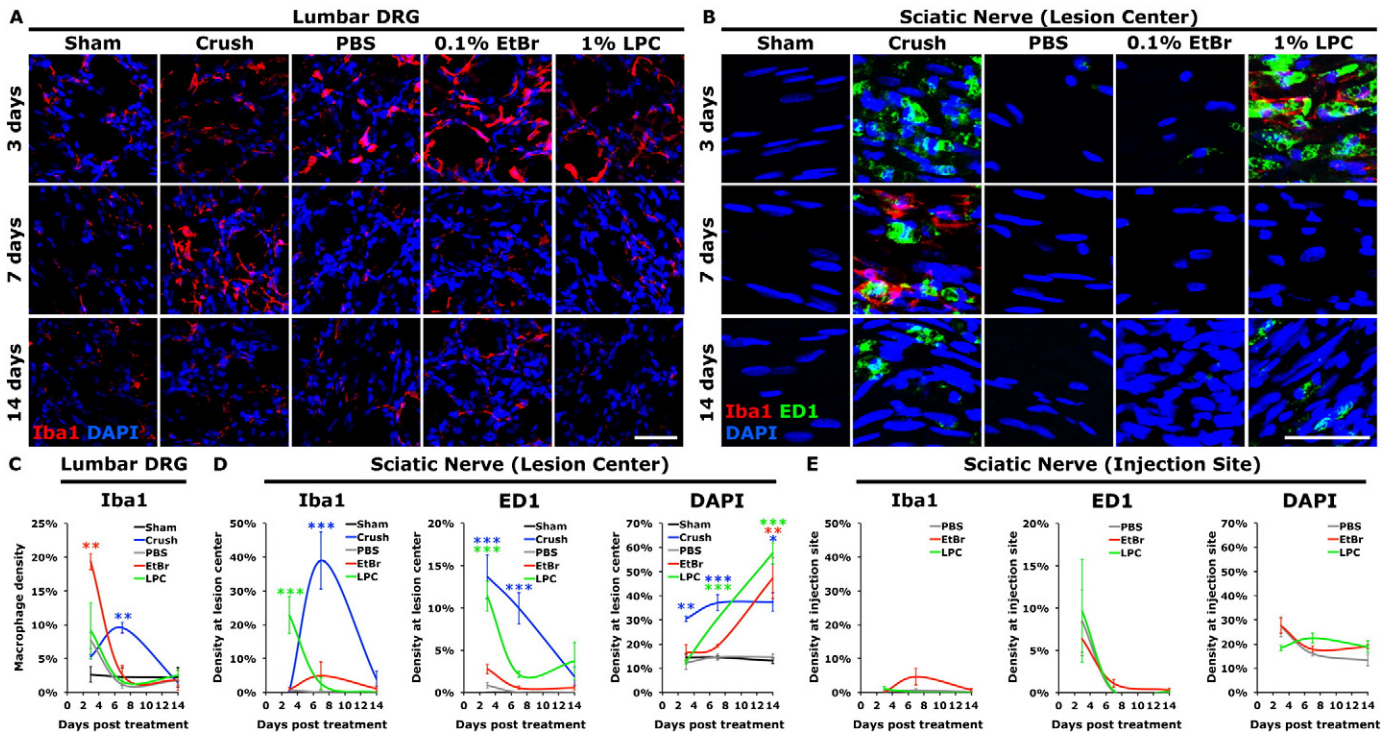 A
Lumbar DRG
Sham Crush PBS 0.1% EtBr 1% LPC
3 days
7 days
14 days
Iba1 DAPI
B
Sciatic Nerve (Lesion Center)
Sham Crush PBS 0.1% EtBr 1% LPC
3 days
7 days
14 days
Iba1 ED1
DAPI
C
Lumbar DRG
Iba1
Macrophage density
25%
20%
15%
10%
5%
0%
**
**
Sham
Crush
PBS
EtBr
LPC
0 2 4 6 8 10 12 14
Days post treatment
D
Sciatic Nerve (Lesion Center)
Iba1
Density at lesion center
50%
40%
30%
20%
10%
0%
***
***
0 2 4 6 8 10 12 14
Days post treatment
ED1
Density at lesion center
20%
15%
10%
5%
0%
***
***
***
Sham
Crush
PBS
EtBr
LPC
0 2 4 6 8 10 12 14
Days post treatment
DAPI
Density at lesion center
70%
60%
50%
40%
30%
20%
10%
0%
**
***
***
***
**
*
0 2 4 6 8 10 12 14
Days post treatment
E
Sciatic Nerve (Injection Site)
Iba1
Density at injection site
50%
40%
30%
20%
10%
0%
PBS
EtBr
LPC
0 2 4 6 8 10 12 14
Days post treatment
ED1
Density at injection site
20%
15%
10%
5%
0%
PBS
EtBr
LPC
0 2 4 6 8 10 12 14
Days post treatment
DAPI
Density at injection site
70%
60%
50%
40%
30%
20%
10%
0%
PBS
EtBr
LPC
0 2 4 6 8 10 12 14
Days post treatment